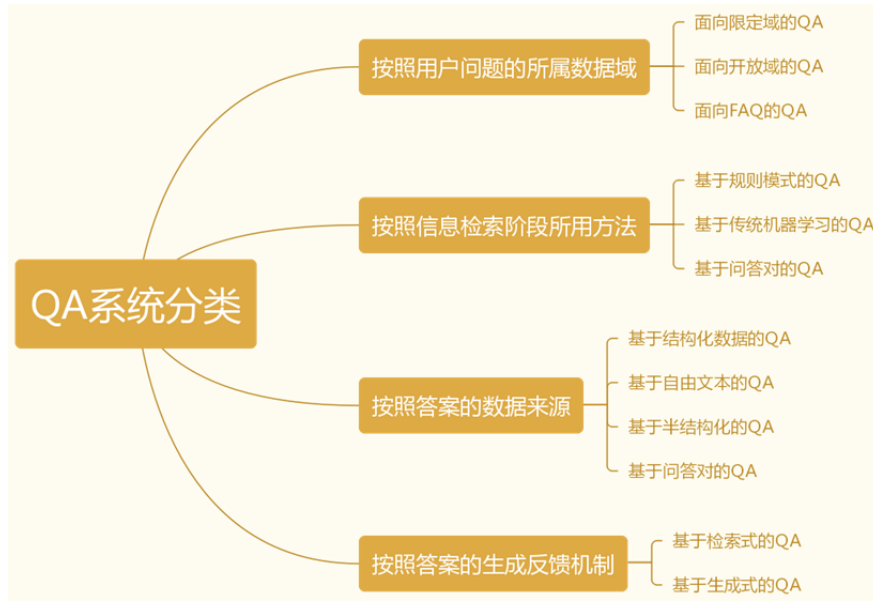 QA系统分类
按照用户问题的所属数据域
面向限定域的QA
面向开放域的QA
面向FAQ的QA
按照信息检索阶段所用方法
基于规则模式的QA
基于传统机器学习的QA
基于问答对的QA
按照答案的数据来源
基于结构化数据的QA
基于自由文本的QA
基于半结构化的QA
基于问答对的QA
按照答案的生成反馈机制
基于检索式的QA
基于生成式的QA